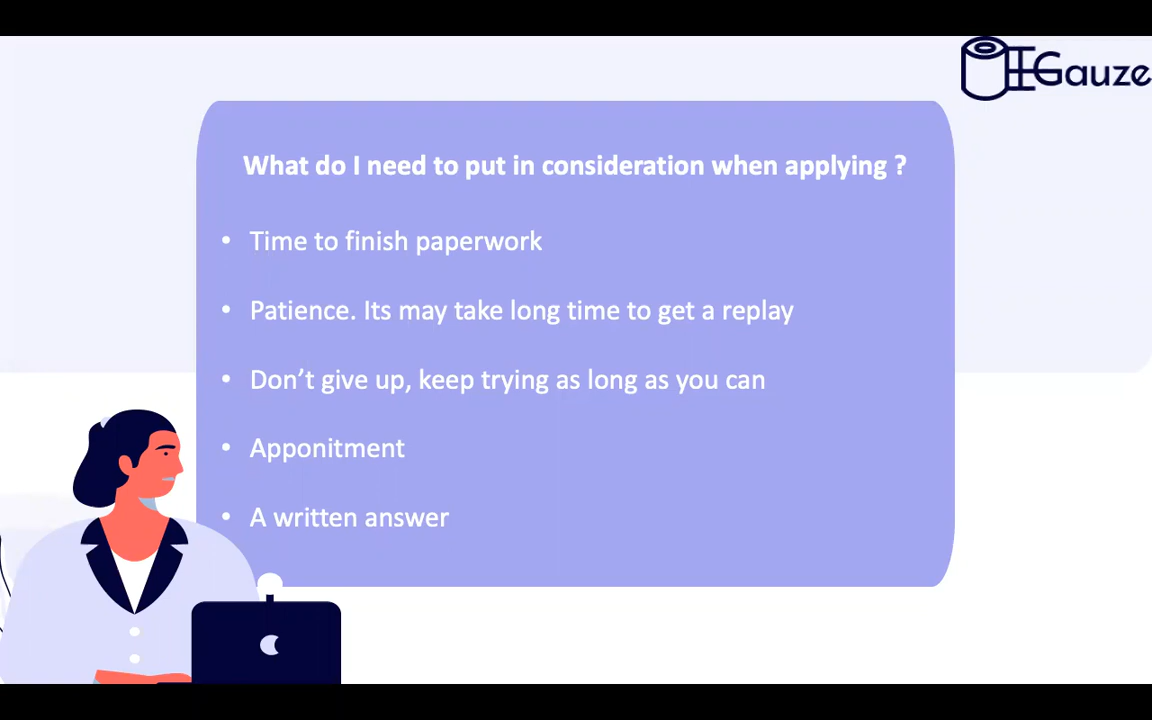 Gauze
What do I need to put in consideration when applying ?
• Time to finish paperwork
• Patience. Its may take long time to get a replay
• Don’t give up, keep trying as long as you can
• Apponitment
• A written answer